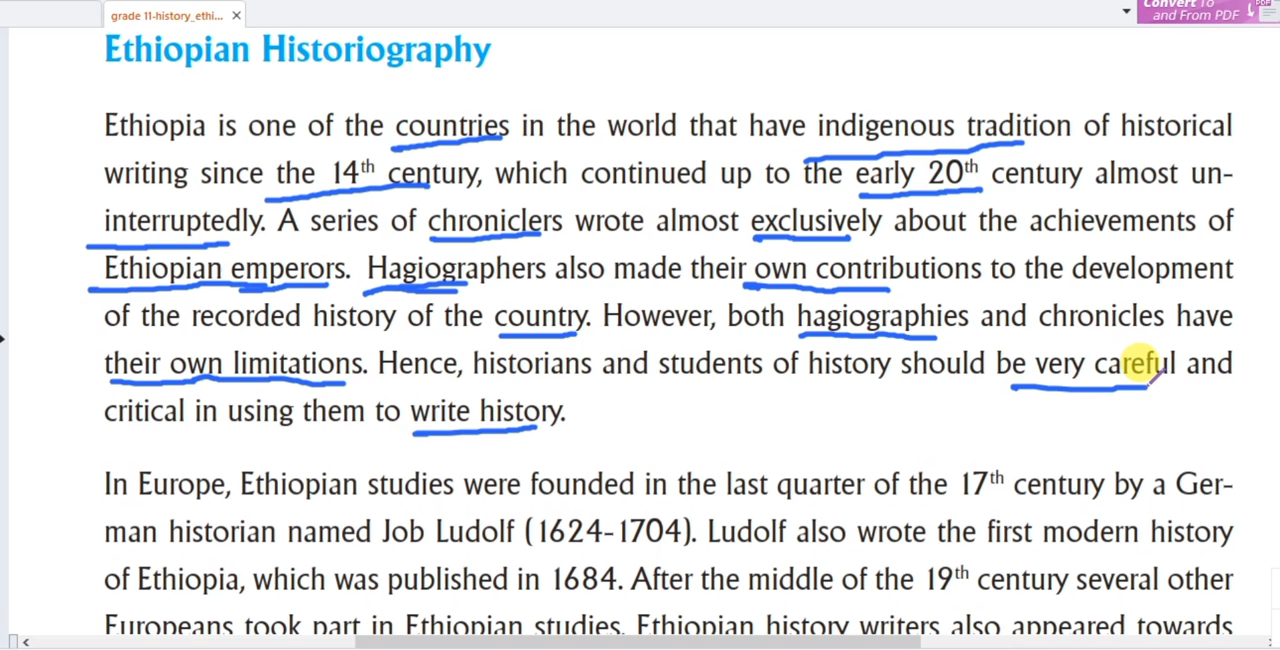 grade 11-history_ethi...
Convert To
and From PDF
PDF
Ethiopian Historiography
Ethiopia is one of the countries in the world that have indigenous tradition of historical
writing since the 14th century, which continued up to the early 20th century almost un-
interruptedly. A series of chroniclers wrote almost exclusively about the achievements of
Ethiopian emperors. Hagiographers also made their own contributions to the development
of the recorded history of the country. However, both hagiographies and chronicles have
their own limitations. Hence, historians and students of history should be very careful and
critical in using them to write history.
In Europe, Ethiopian studies were founded in the last quarter of the 17th century by a Ger-
man historian named Job Ludolf (1624-1704). Ludolf also wrote the first modern history
of Ethiopia, which was published in 1684. After the middle of the 19th century several other
Europeans took part in Ethiopian studies. Ethiopian history writers also appeared towards